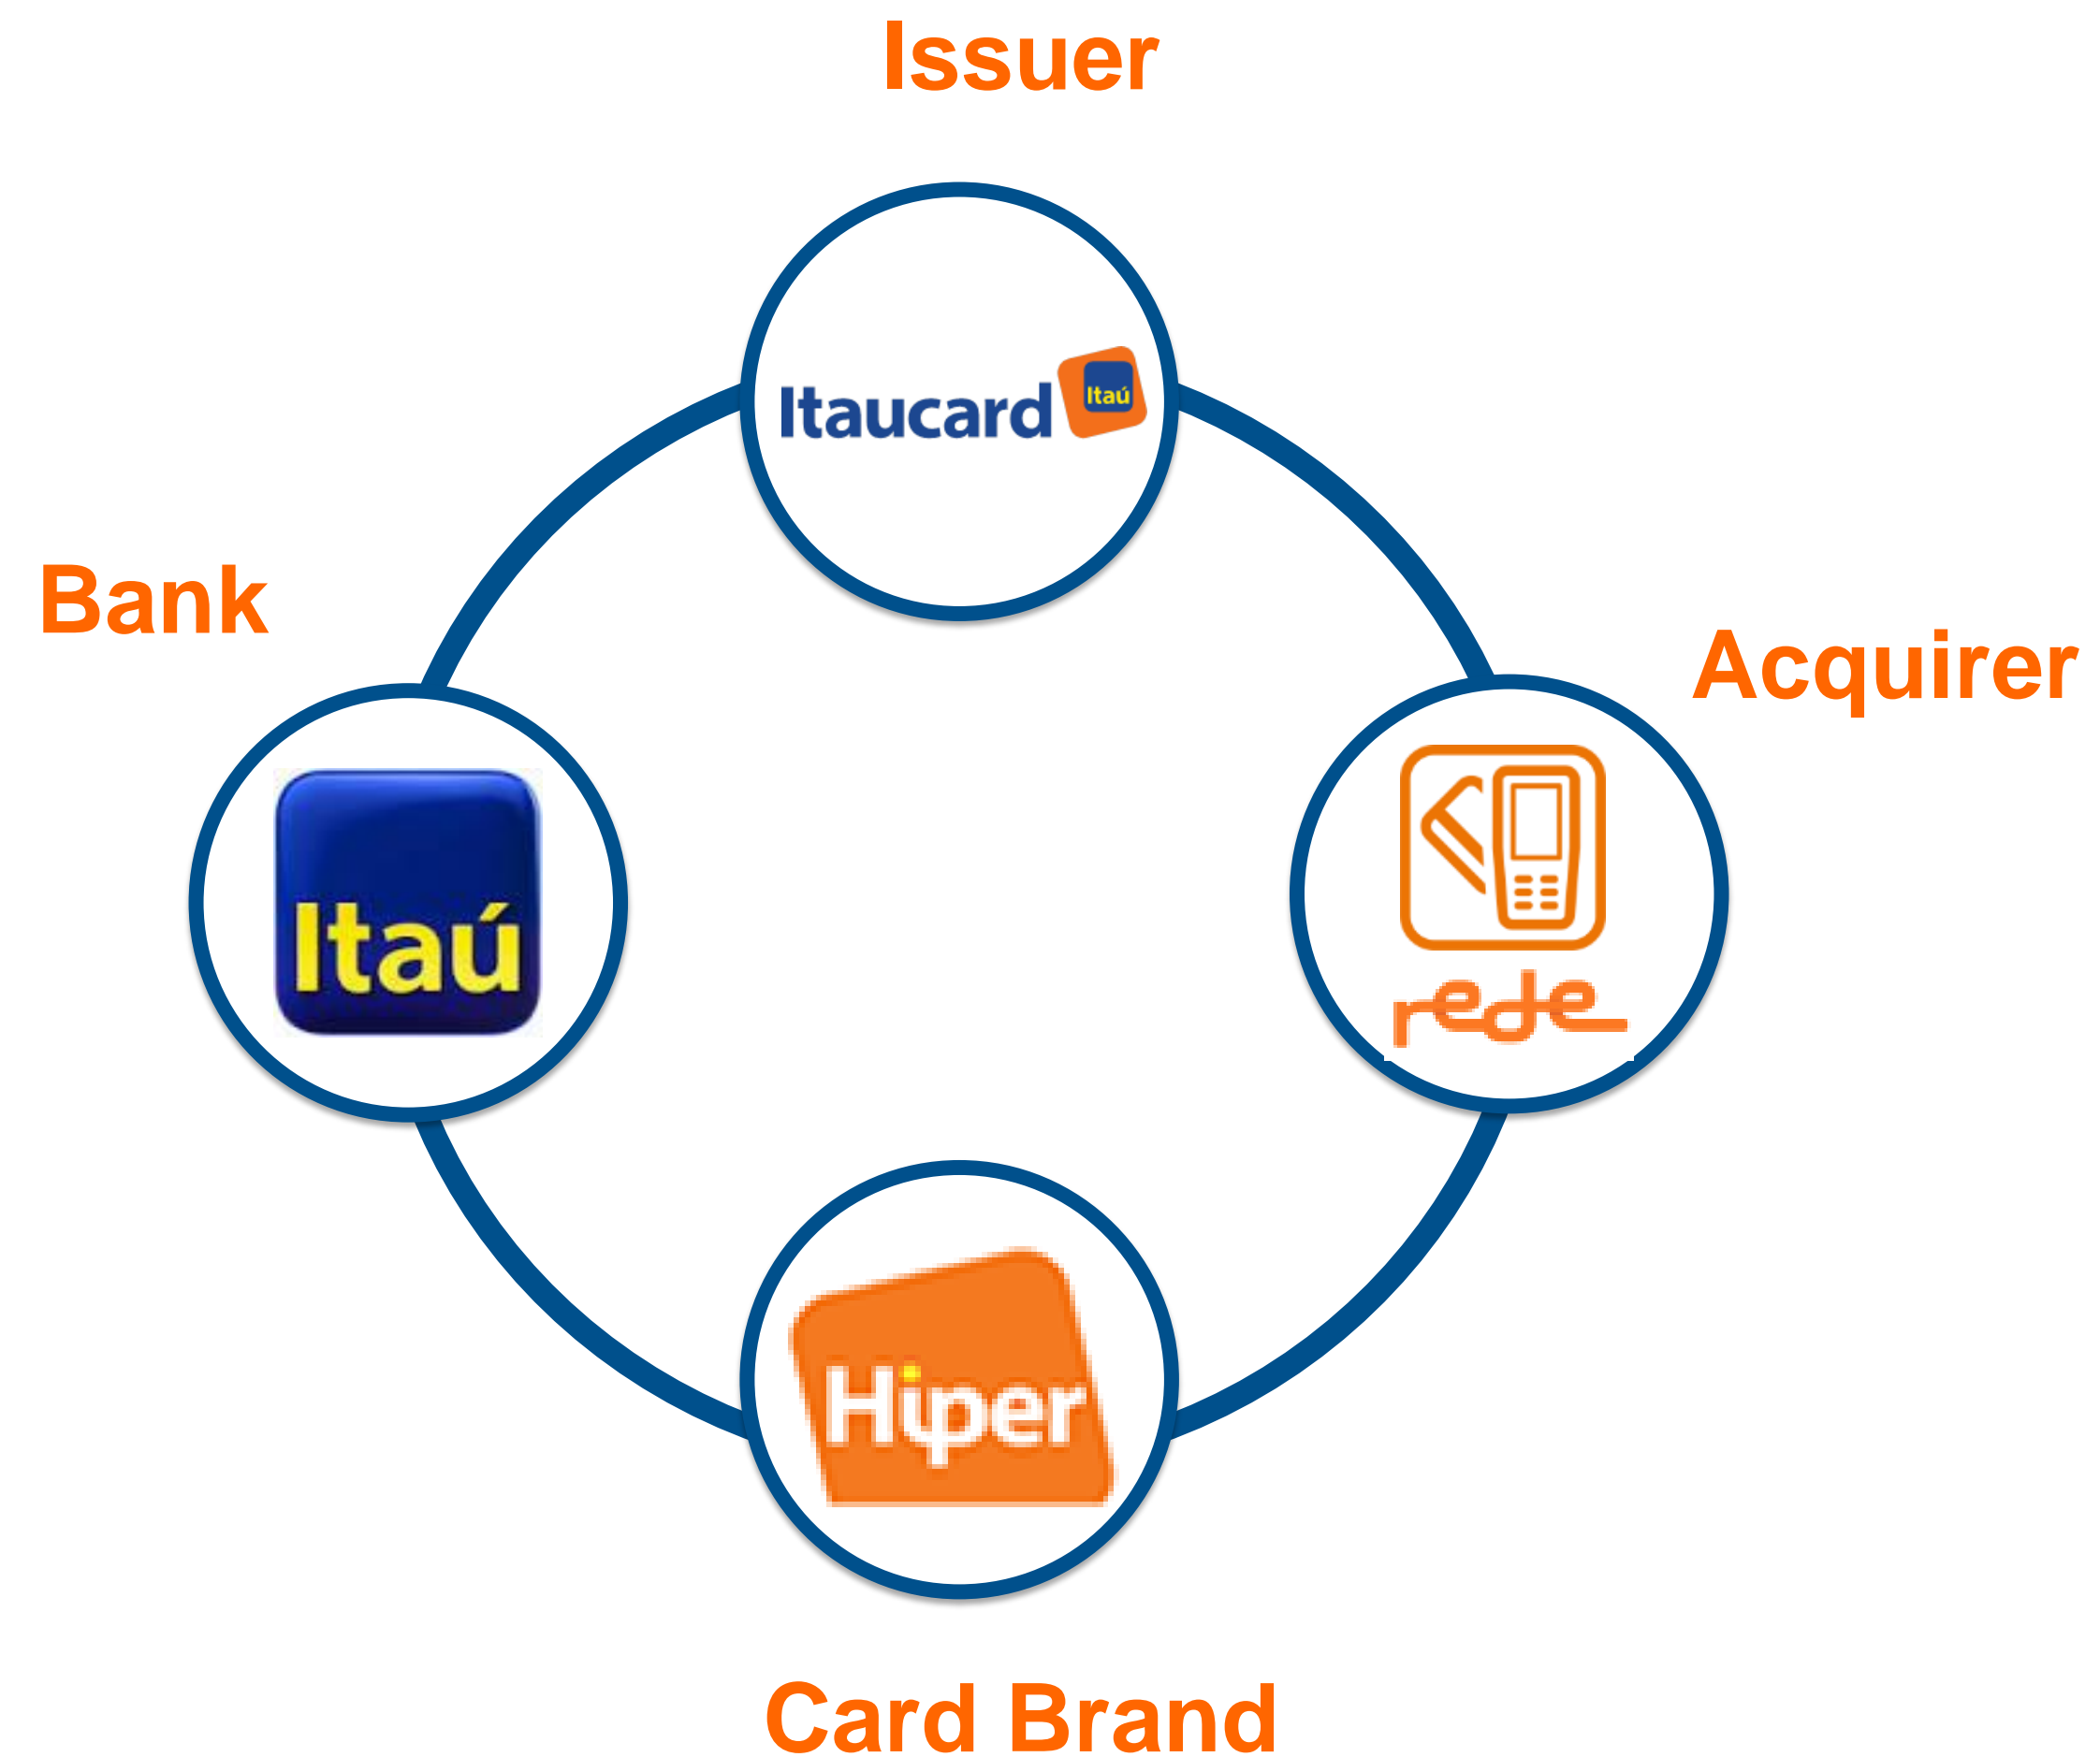 Issuer
Itaucard
Itaú
Bank
Acquirer
Itaú
rede
Hiper
Card Brand